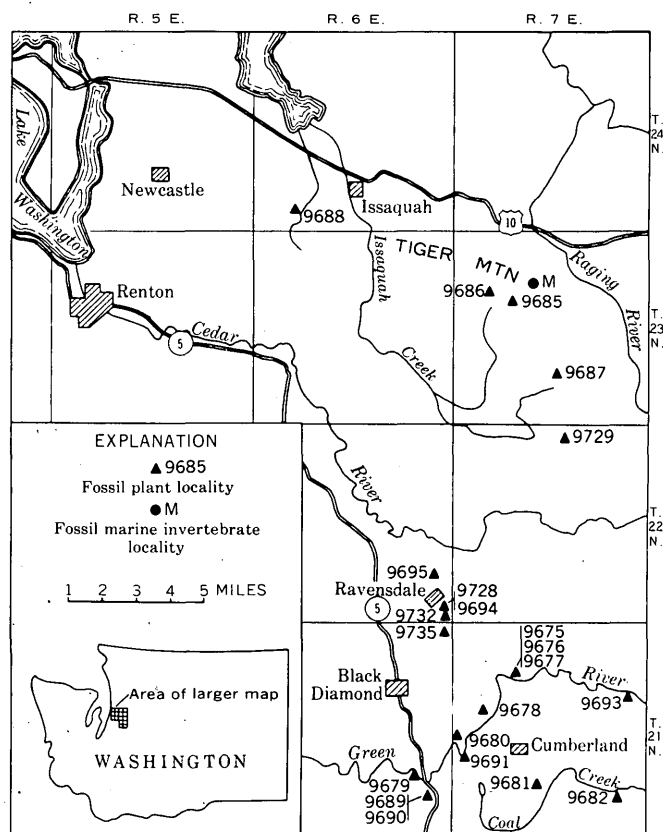 R. 5 E.
R. 6 E.
R. 7 E.
T.
24
N.
Lake
Washington
Newcastle
Issaquah
9688
10
Issaquah
Creek
TIGER MTN
M
9686
9685
Raging
River
T.
23
N.
Renton
Cedar
River
5
9687
9729
EXPLANATION
9685
Fossil plant locality
M
Fossil marine invertebrate
locality
1 2 3 4 5 MILES
T.
22
N.
9695
Ravensdale
9728
9694
5
9732
9735
9675
9676
9677
Black
Diamond
River
9693
9678
T.
21
N.
9680
Cumberland
9691
Green
9679
9681
Creek
9682
9689
9690
Coal
Area of larger map
WASHINGTON